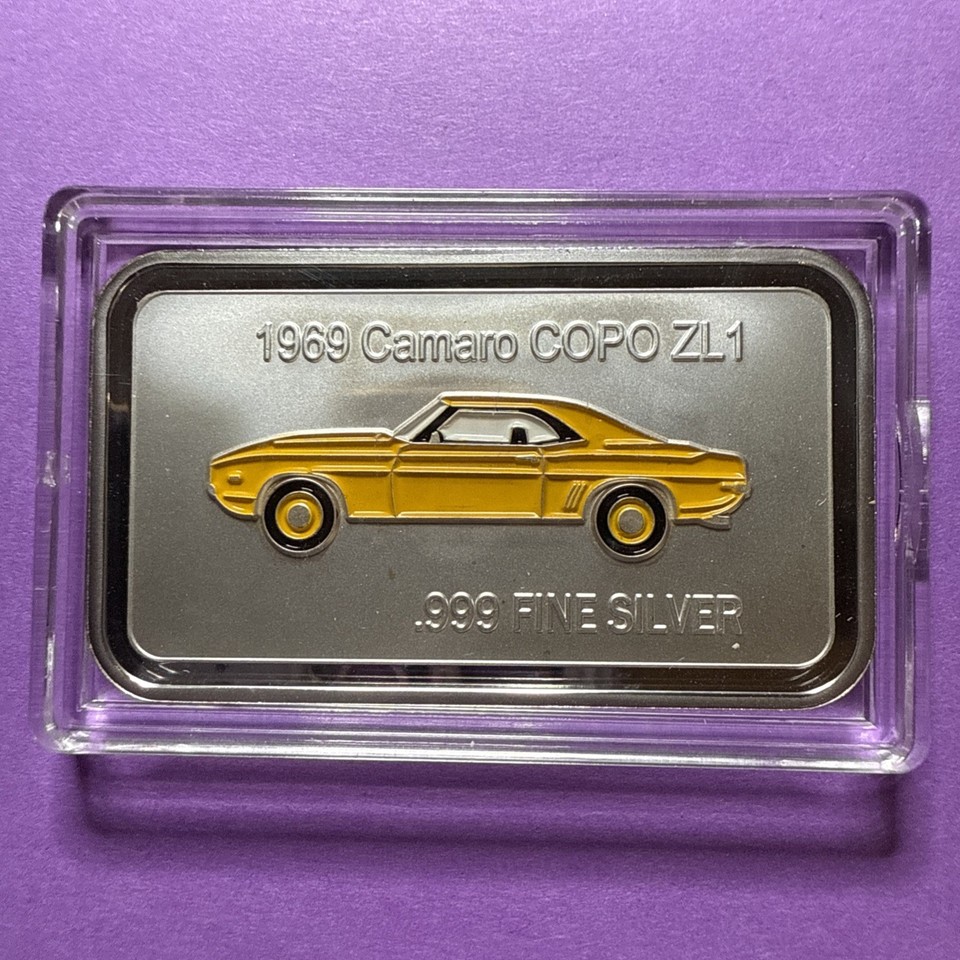 1969 Camaro COPO ZL1
.999 FINE SILVER